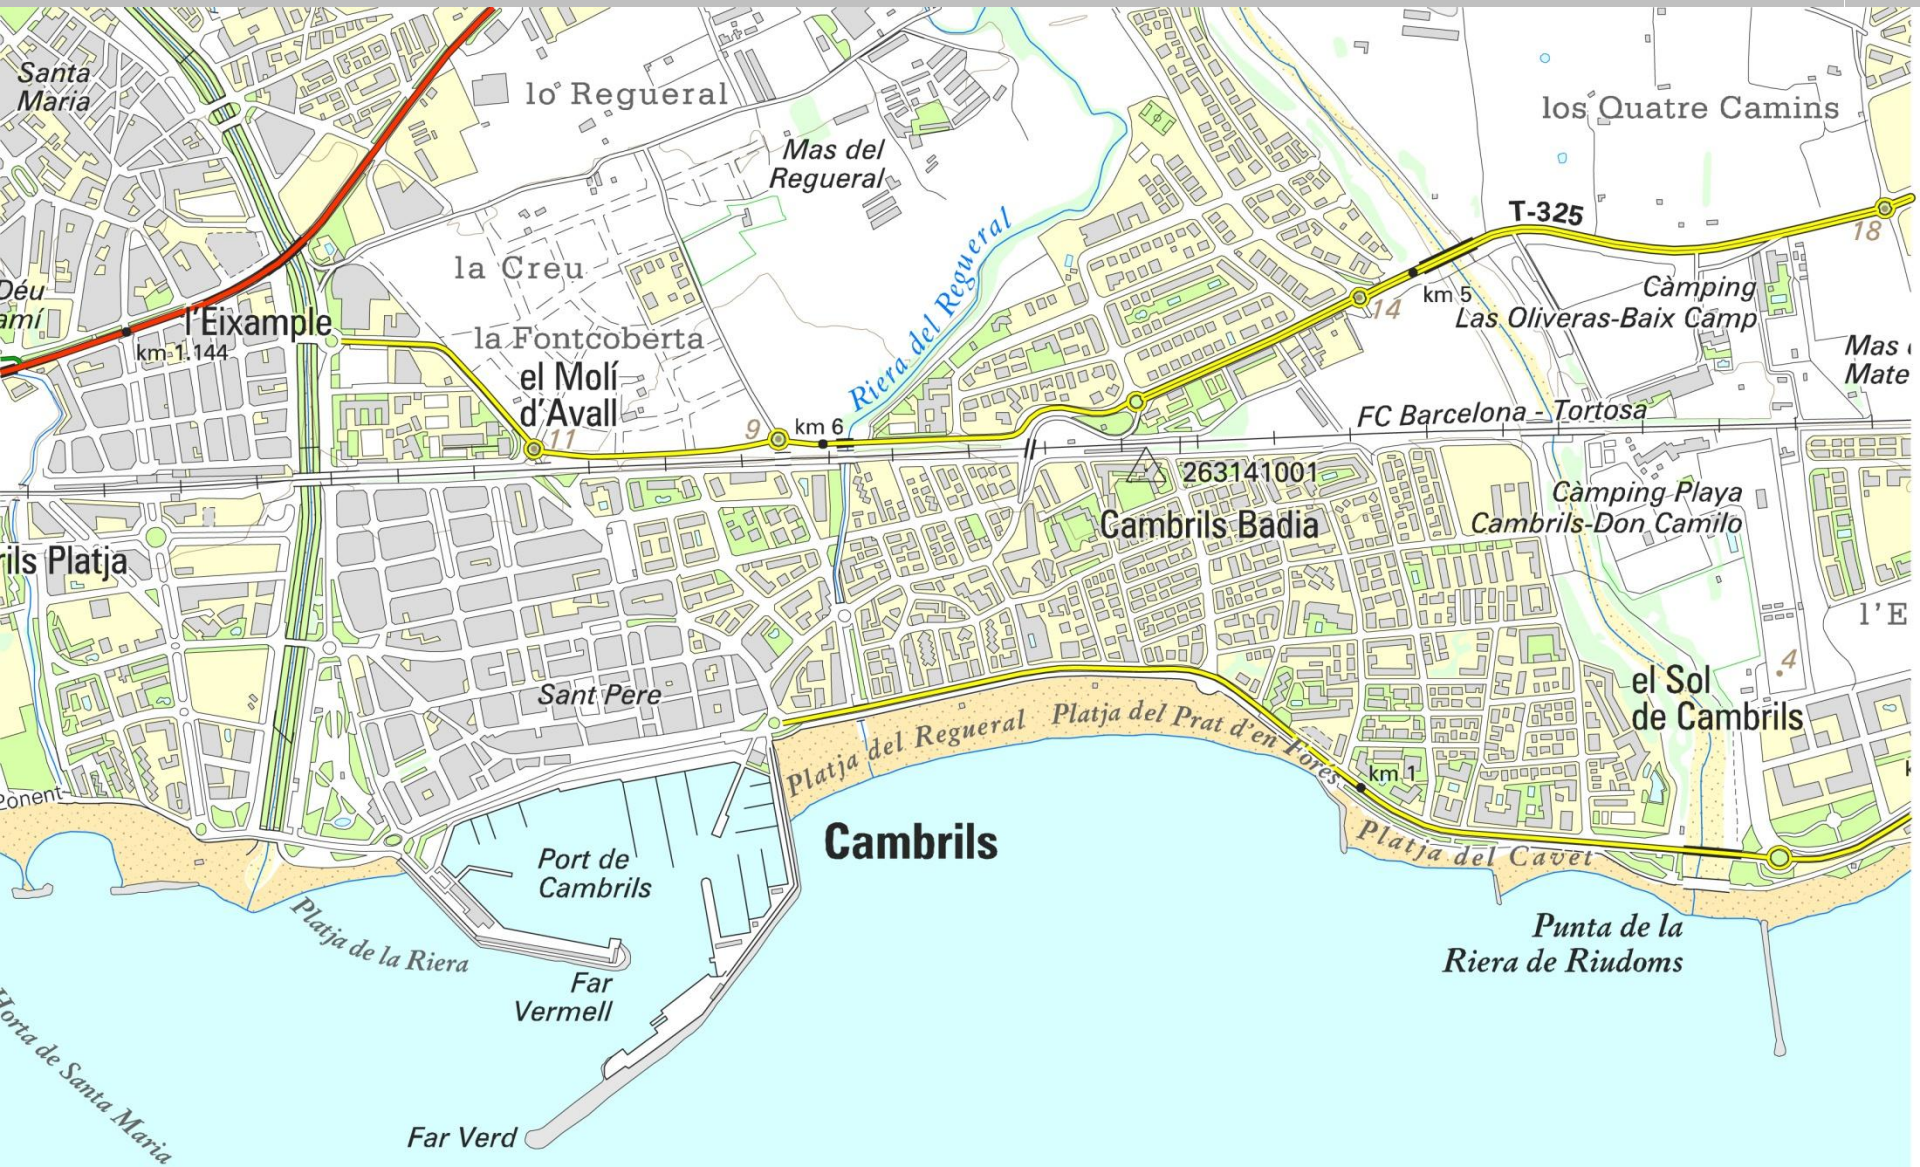 Santa
Maria
lo Regueral
los Quatre Camins
Mas del
Regueral
T-325
18
Riera del Regueral
la Creu
Déu
amí
l'Eixample
km 1.144
la Fontcoberta
el Molí
d'Avall
11
9
km 6
14
km 5
Càmping
Las Oliveras-Baix Camp
Mas
Mate
FC Barcelona - Tortosa
263141001
Cambrils Badia
Càmping Playa
Cambrils-Don Camilo
rils Platja
l'E
4
el Sol
de Cambrils
Sant Pere
Platja del Regueral
Platja del Prat d'en Forès
km 1
Ponent
Cambrils
Platja del Cavet
Port de
Cambrils
Platja de la Riera
Punta de la
Riera de Riudoms
Far
Vermell
Horta de Santa Maria
Far Verd